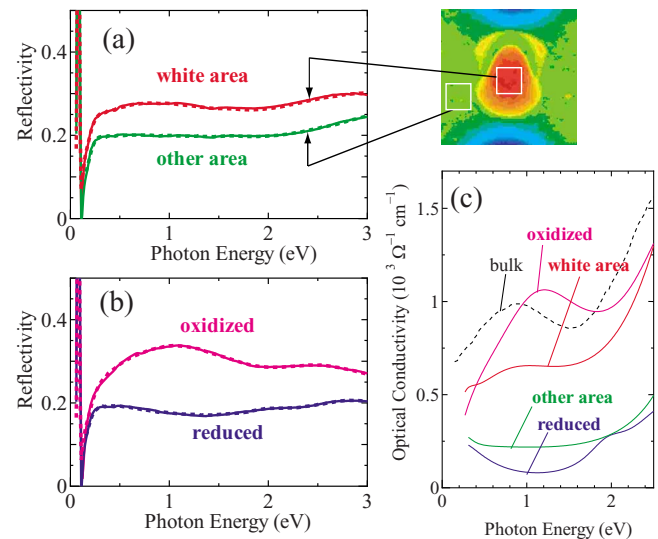 (a)
Reflectivity
0.4
0.2
0
white area
other area
0
1
2
3
Photon Energy (eV)
(b)
Reflectivity
0.4
0.2
0
oxidized
reduced
0
1
2
3
Photon Energy (eV)
(c)
Optical Conductivity (10³ Ω⁻¹ cm⁻¹)
1.5
1
0.5
0
oxidized
bulk
white area
other area
reduced
0
1
2
Photon Energy (eV)